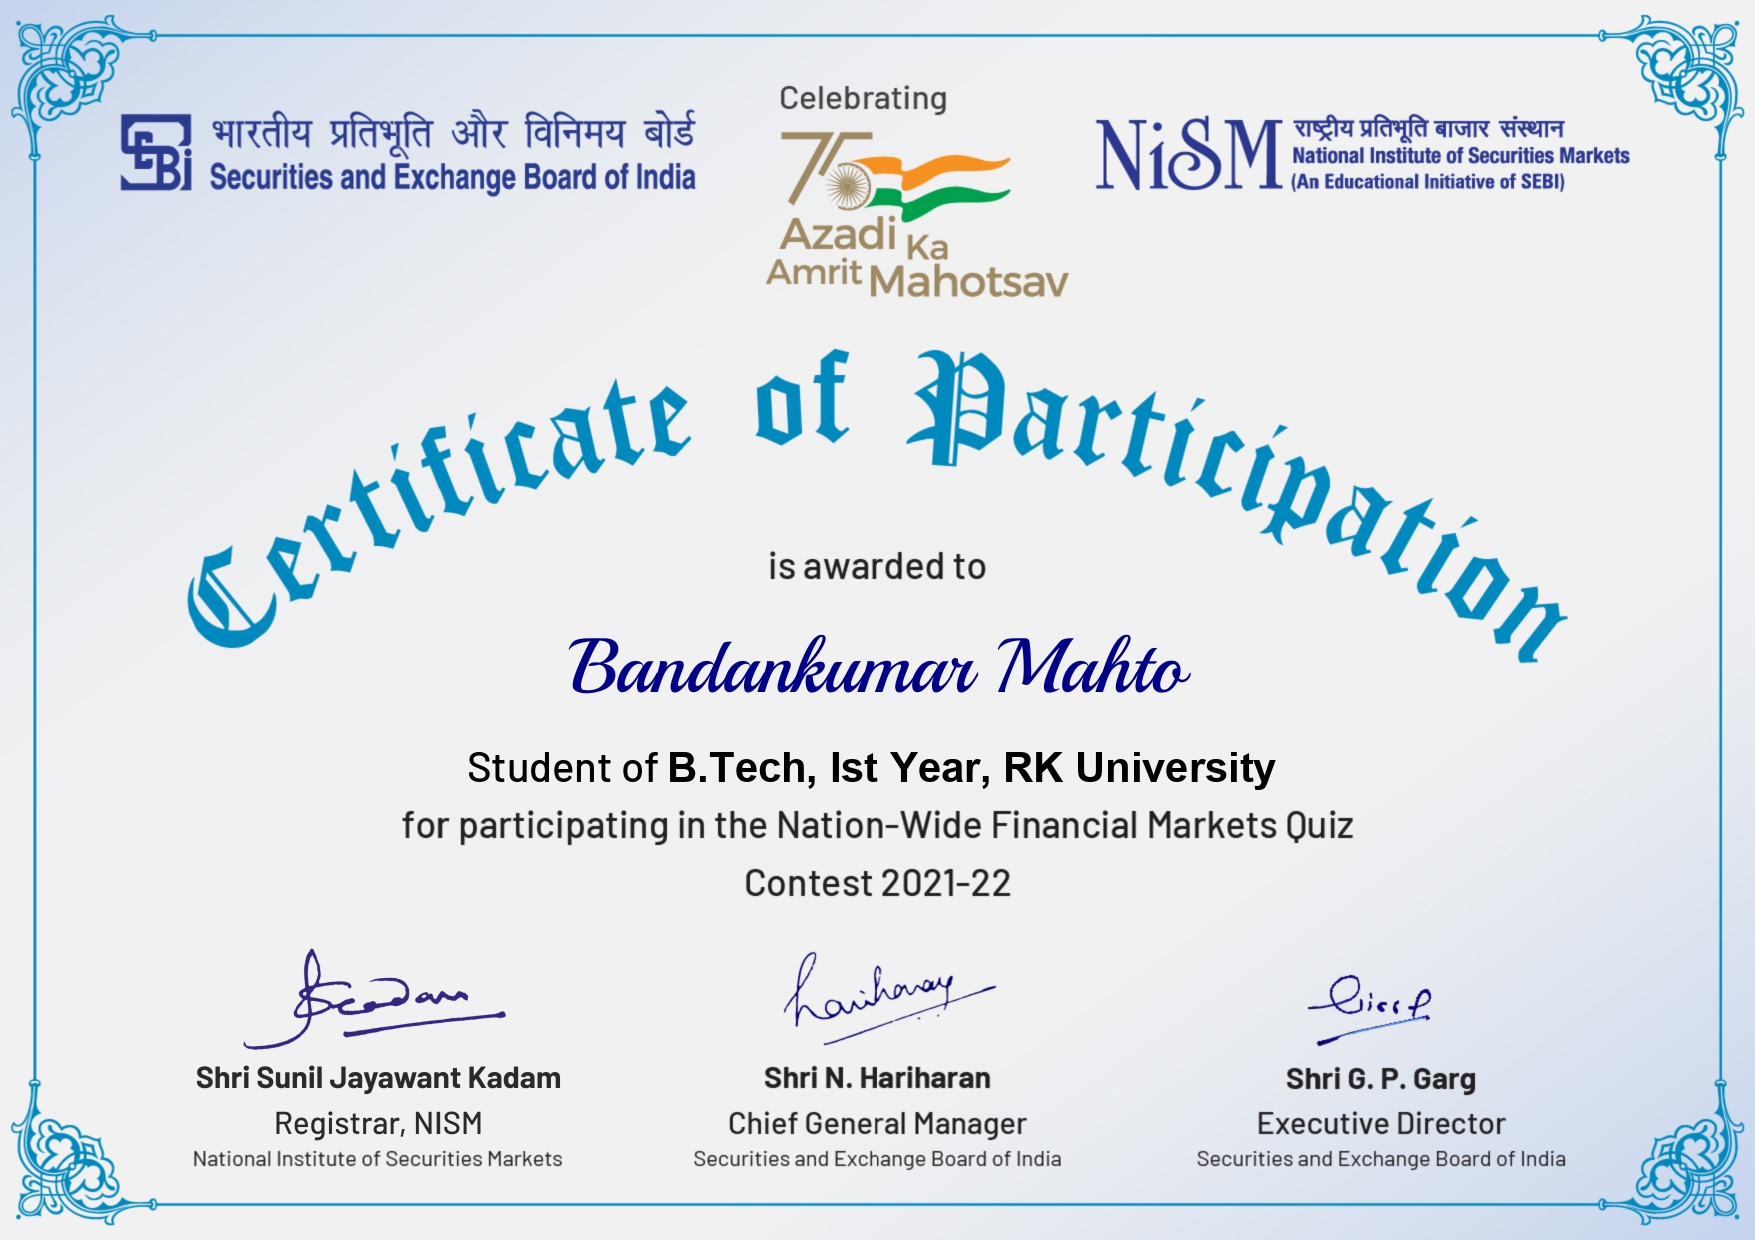 Celebrating
SEBI भारतीय प्रतिभूति और विनिमय बोर्ड
Securities and Exchange Board of India
75
Azadi Ka
Amrit Mahotsav
NiSM राष्ट्रीय प्रतिभूति बाजार संस्थान
National Institute of Securities Markets
(An Educational Initiative of SEBI)
Certificate of Participation
is awarded to
Bandankumar Mahto
Student of B.Tech, Ist Year, RK University
for participating in the Nation-Wide Financial Markets Quiz
Contest 2021-22
Shri Sunil Jayawant Kadam
Registrar, NISM
National Institute of Securities Markets
Shri N. Hariharan
Chief General Manager
Securities and Exchange Board of India
Shri G. P. Garg
Executive Director
Securities and Exchange Board of India